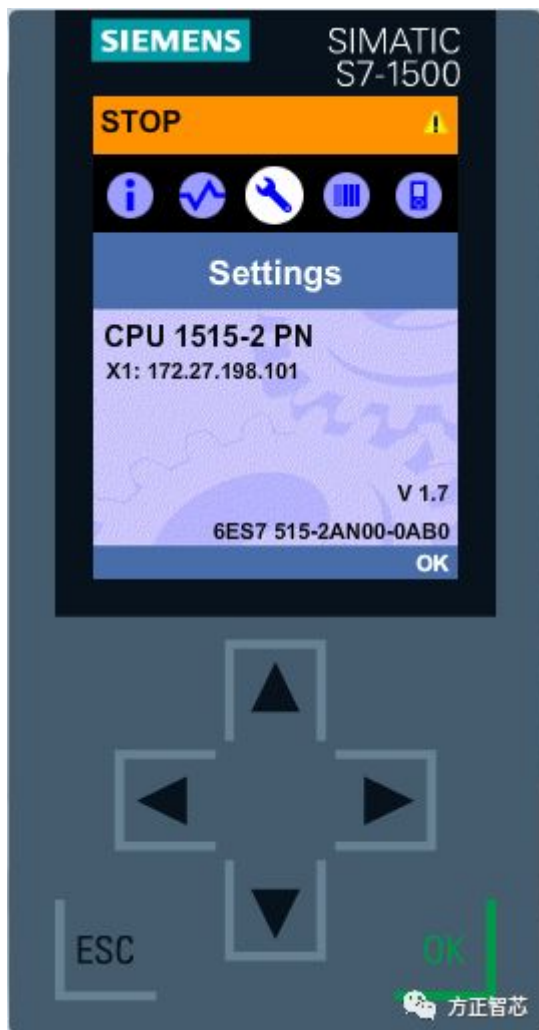 SIEMENS
SIMATIC
S7-1500
STOP
Settings
CPU 1515-2 PN
X1: 172.27.198.101
V 1.7
6ES7 515-2AN00-0AB0
OK
ESC
OK
方正智芯